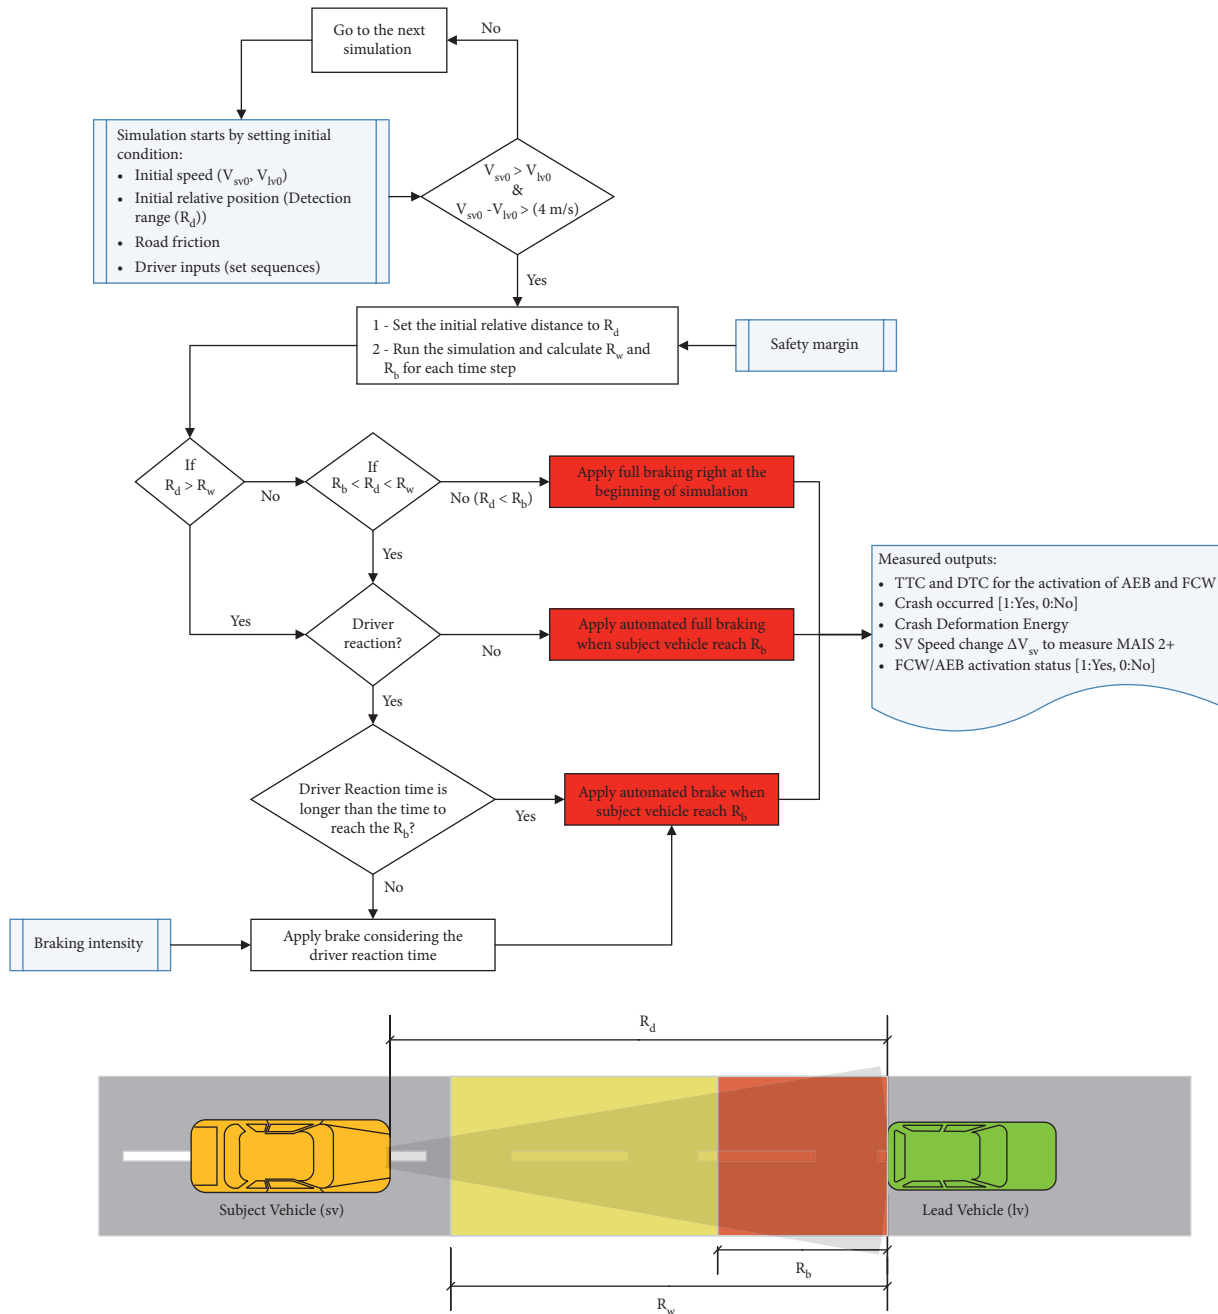 Go to the next
simulation
No
Simulation starts by setting initial
condition:
• Initial speed (Vsv0, Vlv0)
• Initial relative position (Detection
range (Rd))
• Road friction
• Driver inputs (set sequences)
Vsv0 > Vlv0
&
Vsv0 -Vlv0 > (4 m/s)
Yes
1 - Set the initial relative distance to Rd
2 - Run the simulation and calculate Rw and
Rb for each time step
Safety margin
If
Rd > Rw
No
If
Rb < Rd < Rw
No (Rd < Rb)
Apply full braking right at the
beginning of simulation
Yes
Yes
Driver
reaction?
No
Apply automated full braking
when subject vehicle reach Rb
Measured outputs:
• TTC and DTC for the activation of AEB and FCW
• Crash occurred [1:Yes, 0:No]
• Crash Deformation Energy
• SV Speed change ΔVsv to measure MAIS 2+
• FCW/AEB activation status [1:Yes, 0:No]
Yes
Driver Reaction time is
longer than the time to
reach the Rb?
Yes
Apply automated brake when
subject vehicle reach Rb
No
Braking intensity
Apply brake considering the
driver reaction time
Rd
Subject Vehicle (sv)
Lead Vehicle (lv)
Rb
Rw